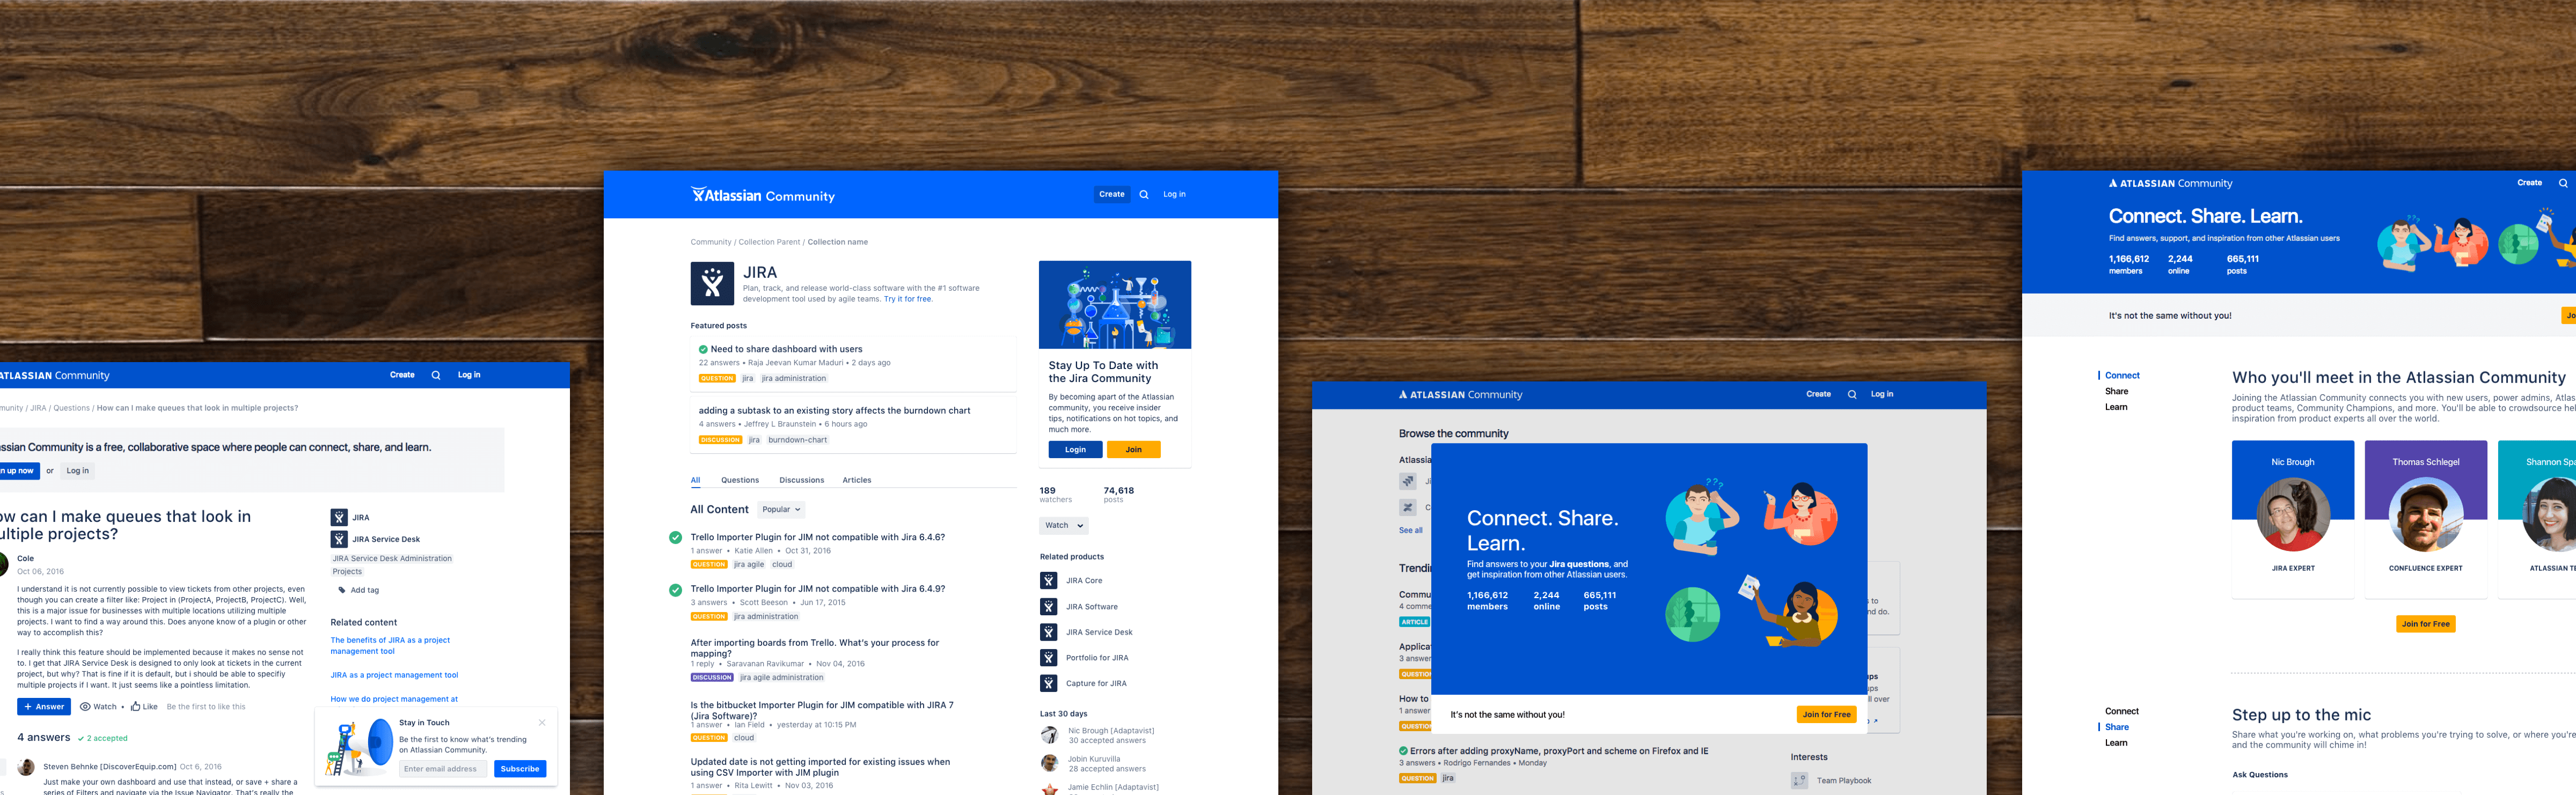 ATLASSIAN Community
Create
Log in
/ JIRA / Questions / How can I make queues that look in multiple projects?
Community is a free, collaborative space where people can connect, share, and learn.
up now
or
Log in
can I make queues that look in
projects?
Cole
Oct 06, 2016
I understand it is not currently possible to view tickets from other projects, even
though you can create a filter like: Project in (ProjectA, ProjectB, ProjectC). Well,
this is a major issue for businesses with multiple locations utilizing multiple
projects. I want to find a way around this. Does anyone know of a plugin or other
way to accomplish this?
I really think this feature should be implemented because it makes no sense not
to. I get that JIRA Service Desk is designed to only look at tickets in the current
project, but why? That is fine if it is default, but i should be able to specifiy
multiple projects if I want. It just seems like a pointless limitation.
+ Answer
Watch • Like
Be the first to like this
4 answers
2 accepted
Steven Behnke [DiscoverEquip.com] Oct 6, 2016
Just make your own dashboard and use that instead, or save + share a
series of Filters and navigate via the Issue Navigator. That's really the
JIRA
JIRA Service Desk
JIRA Service Desk Administration
Projects
Add tag
Related content
The benefits of JIRA as a project
management tool
JIRA as a project management tool
How we do project management at
Stay in Touch
Be the first to know what's trending
on Atlassian Community.
Enter email address
Subscribe
Atlassian Community
Create
Log in
Community / Collection Parent / Collection name
JIRA
Plan, track, and release world-class software with the #1 software
development tool used by agile teams. Try it for free.
Featured posts
Need to share dashboard with users
22 answers • Raja Jeevan Kumar Maduri • 2 days ago
QUESTION jira jira administration
adding a subtask to an existing story affects the burndown chart
4 answers • Jeffrey L Braunstein • 6 hours ago
DISCUSSION jira burndown-chart
All Questions Discussions Articles
All Content Popular
Trello Importer Plugin for JIM not compatible with Jira 6.4.6?
1 answer • Katie Allen • Oct 31, 2016
QUESTION jira agile cloud
Trello Importer Plugin for JIM not compatible with Jira 6.4.9?
3 answers • Scott Beeson • Jun 17, 2015
QUESTION jira administration
After importing boards from Trello. What's your process for
mapping?
1 reply • Saravanan Ravikumar • Nov 04, 2016
DISCUSSION jira agile administration
Is the bitbucket Importer Plugin for JIM compatible with JIRA 7
(Jira Software)?
1 answer • Ian Field • yesterday at 10:15 PM
QUESTION cloud
Updated date is not getting imported for existing issues when
using CSV Importer with JIM plugin
1 answer • Rita Lewitt • Nov 03, 2016
Stay Up To Date with
the Jira Community
By becoming apart of the Atlassian
community, you receive insider
tips, notifications on hot topics, and
much more.
Login
Join
189 74,618
watchers posts
Watch
Related products
JIRA Core
JIRA Software
JIRA Service Desk
Portfolio for JIRA
Capture for JIRA
Last 30 days
Nic Brough [Adaptavist]
30 accepted answers
Jobin Kuruvilla
28 accepted answers
Jamie Echlin [Adaptavist]
ATLASSIAN Community
Create
Log in
Browse the community
See all
4
ARTICLE
3
How to
1 answer
Connect. Share.
Learn.
Find answers to your Jira questions, and
get inspiration from other Atlassian users.
1,166,612 2,244 665,111
members online posts
It's not the same without you!
Join for Free
to
do.
over
Errors after adding proxyName, proxyPort and scheme on Firefox and IE
3 answers • Rodrigo Fernandes • Monday
QUESTION jira
Interests
Team Playbook
ATLASSIAN Community
Create
Connect. Share. Learn.
Find answers, support, and inspiration from other Atlassian users
1,166,612 2,244 665,111
members online posts
It's not the same without you!
Connect
Share
Learn
Who you'll meet in the Atlassian Community
Joining the Atlassian Community connects you with new users, power admins,
product teams, Community Champions, and more. You'll be able to crowdsource
inspiration from product experts all over the world.
Nic Brough
JIRA EXPERT
Thomas Schlegel
CONFLUENCE EXPERT
Shannon
ATLASSIAN
Join for Free
Connect
Share
Learn
Step up to the mic
Share what you're working on, what problems you're trying to solve, or where you're
and the community will chime in!
Ask Questions